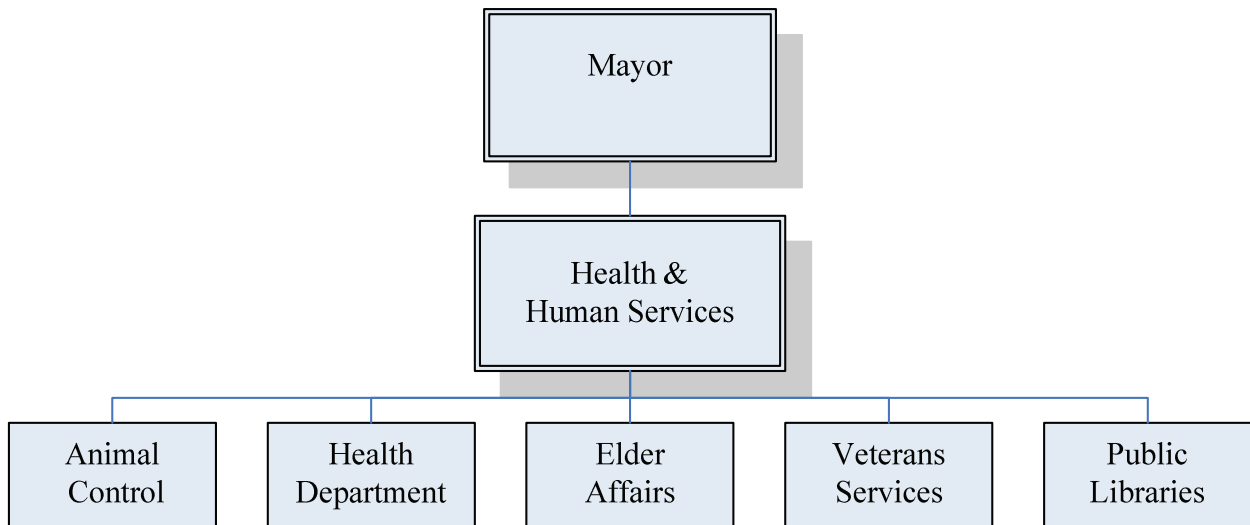 Mayor
Health &
Human Services
Animal
Control
Health
Department
Elder
Affairs
Veterans
Services
Public
Libraries